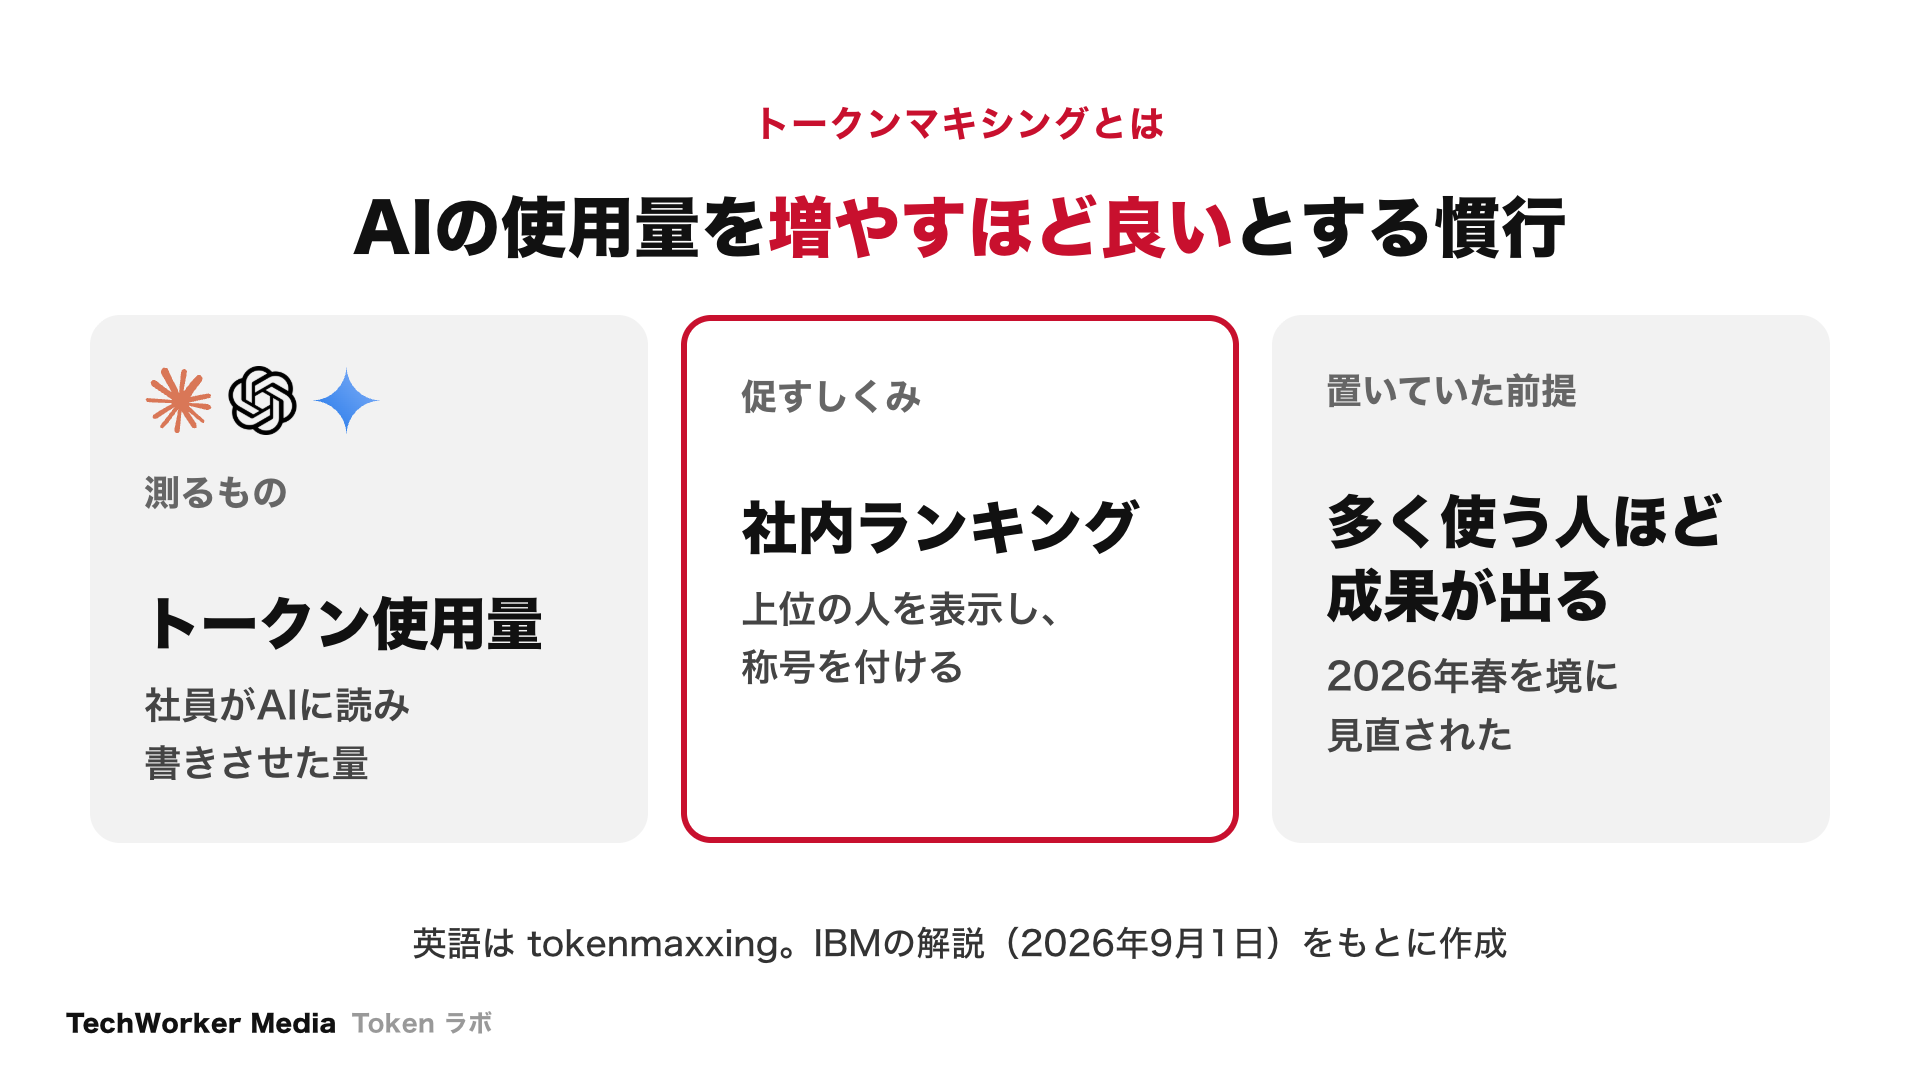 トークンマキシングとは
AIの使用量を増やすほど良いとする慣行
測るもの
トークン使用量
社員がAIに読み
書きさせた量
促すしくみ
社内ランキング
上位の人を表示し、
称号を付ける
置いていた前提
多く使う人ほど
成果が出る
2026年春を境に
見直された
英語は tokenmaxxing。IBMの解説（2026年9月1日）をもとに作成
TechWorker Media Token ラボ